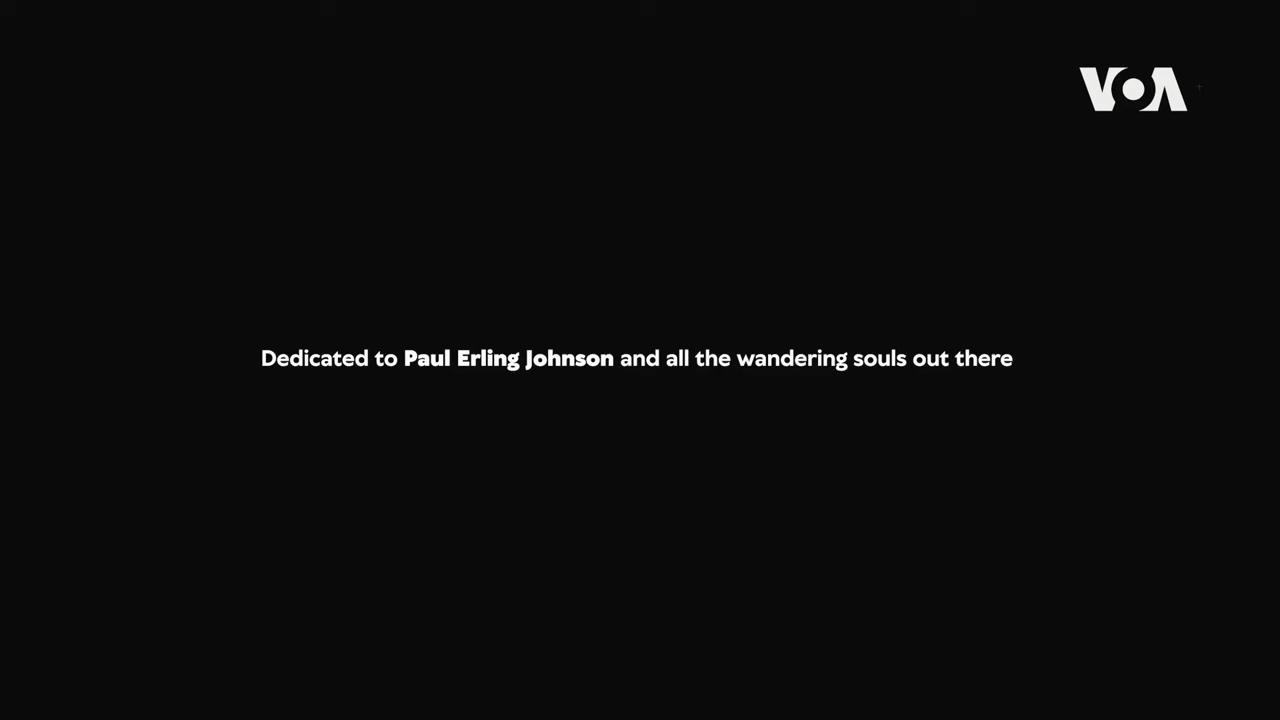 VOA
Dedicated to Paul Erling Johnson and all the wandering souls out there